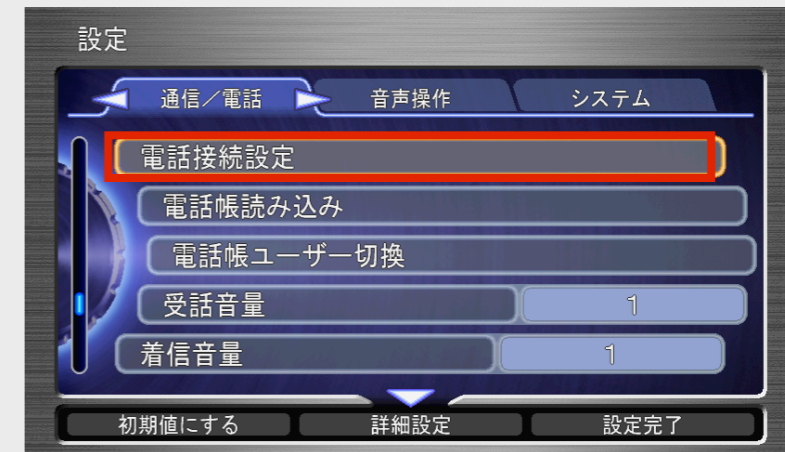 設定
通信／電話 音声操作 システム
電話接続設定
電話帳読み込み
電話帳ユーザー切換
受話音量 1
着信音量 1
初期値にする 詳細設定 設定完了